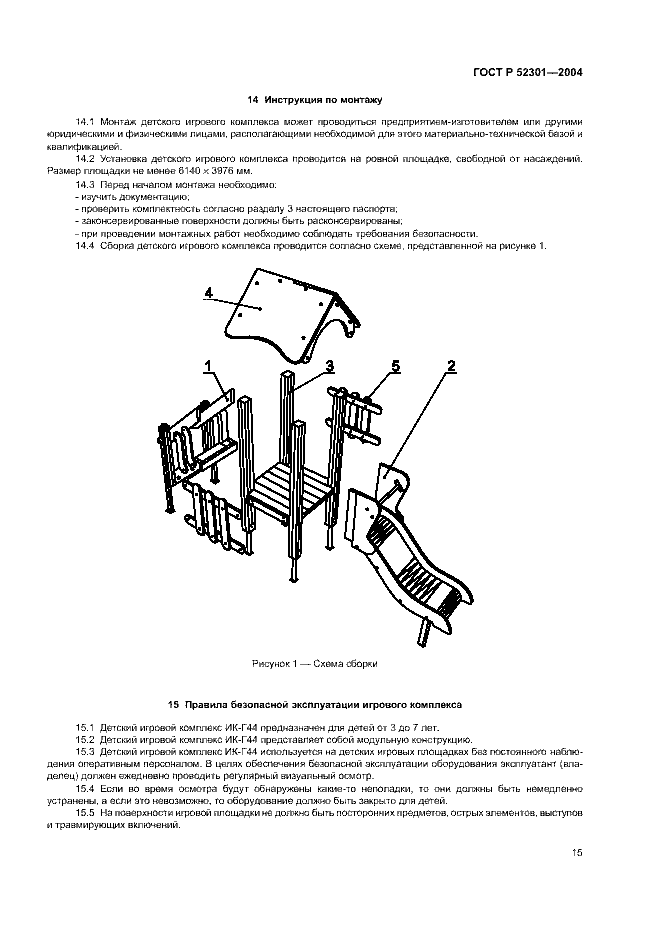 ГОСТ Р 52301—2004
14 Инструкция по монтажу
14.1 Монтаж детского игрового комплекса может проводиться предприятием-изготовителем или другими
юридическими и физическими лицами, располагающими необходимой для этого материально-технической базой и
квалификацией.
14.2 Установка детского игрового комплекса проводится на ровной площадке, свободной от насаждений.
Размер площадки не менее 6140 × 3976 мм.
14.3 Перед началом монтажа необходимо:
- изучить документацию;
- проверить комплектность согласно разделу 3 настоящего паспорта;
- законсервированные поверхности должны быть расконсервированы;
- при проведении монтажных работ необходимо соблюдать требования безопасности.
14.4 Сборка детского игрового комплекса проводится согласно схеме, представленной на рисунке 1.
4
1
3
5
2
Рисунок 1 — Схема сборки
15 Правила безопасной эксплуатации игрового комплекса
15.1 Детский игровой комплекс ИК-Г44 предназначен для детей от 3 до 7 лет.
15.2 Детский игровой комплекс ИК-Г44 представляет собой модульную конструкцию.
15.3 Детский игровой комплекс ИК-Г44 используется на детских игровых площадках без постоянного наблю-
дения оперативным персоналом. В целях обеспечения безопасной эксплуатации оборудования эксплуатант (вла-
делец) должен ежедневно проводить регулярный визуальный осмотр.
15.4 Если во время осмотра будут обнаружены какие-то неполадки, то они должны быть немедленно
устранены, а если это невозможно, то оборудование должно быть закрыто для детей.
15.5 На поверхности игровой площадки не должно быть посторонних предметов, острых элементов, выступов
и травмирующих включений.
15